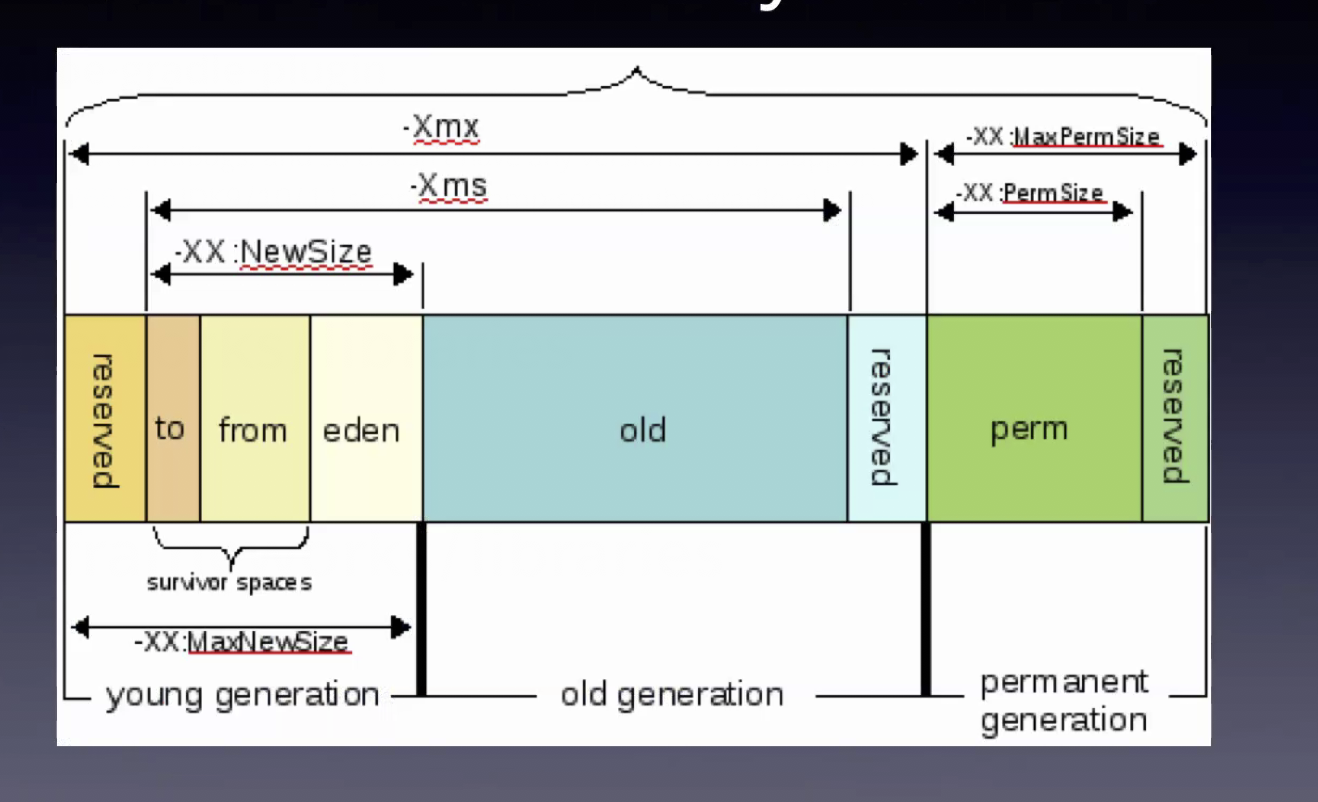 -Xmx
-XX:MaxPermSize
-Xms
-XX:PermSize
-XX:NewSize
reserved
to
from
eden
old
reserved
perm
reserved
survivor spaces
-XX:MaxNewSize
young generation
old generation
permanent
generation